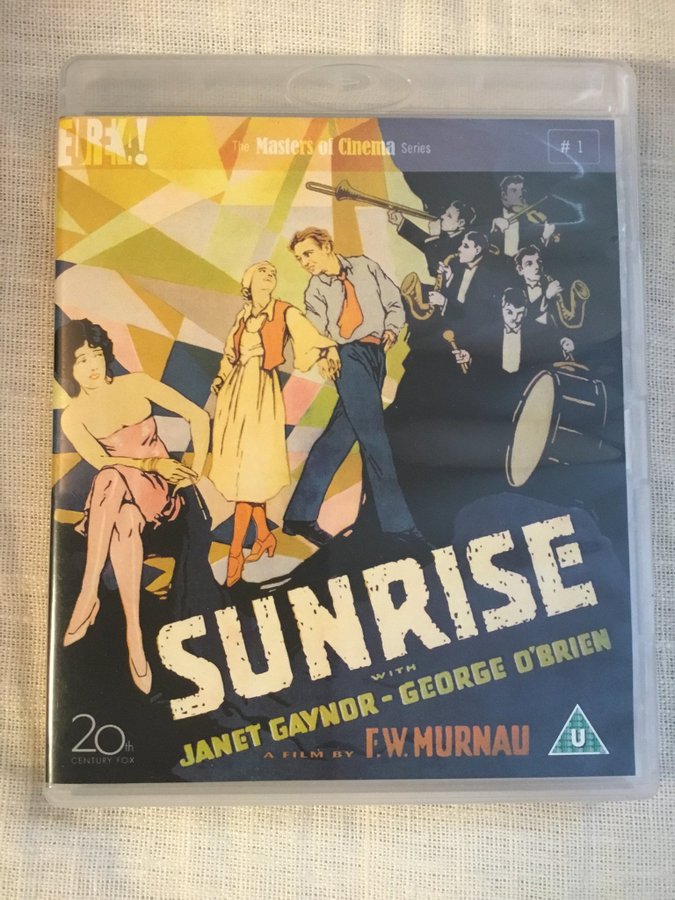 EUREKA!
The Masters of Cinema Series
# 1
SUNRISE
WITH
JANET GAYNOR - GEORGE O'BRIEN
A FILM BY F.W. MURNAU
20th
CENTURY FOX
U